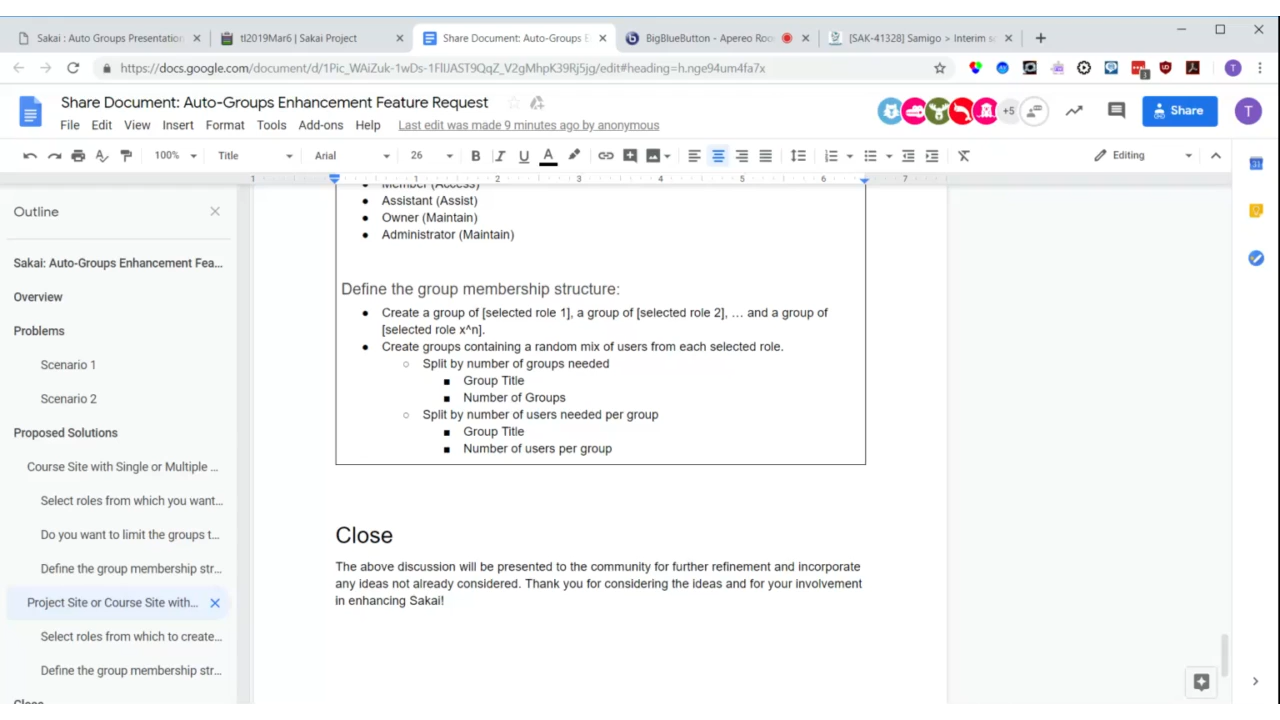 Sakai : Auto Groups Presentation
tl2019Mar6 | Sakai Project
Share Document: Auto-Groups E
BigBlueButton - Apereo Roo
[SAK-41328] Samigo > Interim s
https://docs.google.com/document/d/1Pic_WAiZuk-1wDs-1FlUAST9QqZ_V2gMhpK39Rj5jg/edit#heading=h.nge94um4fa7x
Share Document: Auto-Groups Enhancement Feature Request
+5
Share
T
File Edit View Insert Format Tools Add-ons Help Last edit was made 9 minutes ago by anonymous
100% Title Arial 26 B I U A Editing
1 1 2 3 4 5 6 7
Outline
Sakai: Auto-Groups Enhancement Fea...
Overview
Problems
Scenario 1
Scenario 2
Proposed Solutions
Course Site with Single or Multiple ...
Select roles from which you want...
Do you want to limit the groups t...
Define the group membership str...
Project Site or Course Site with...
Select roles from which to create...
Define the group membership str...
Close
Member (Access)
Assistant (Assist)
Owner (Maintain)
Administrator (Maintain)
Define the group membership structure:
Create a group of [selected role 1], a group of [selected role 2], … and a group of
[selected role x^n].
Create groups containing a random mix of users from each selected role.
Split by number of groups needed
Group Title
Number of Groups
Split by number of users needed per group
Group Title
Number of users per group
Close
The above discussion will be presented to the community for further refinement and incorporate
any ideas not already considered. Thank you for considering the ideas and for your involvement
in enhancing Sakai!